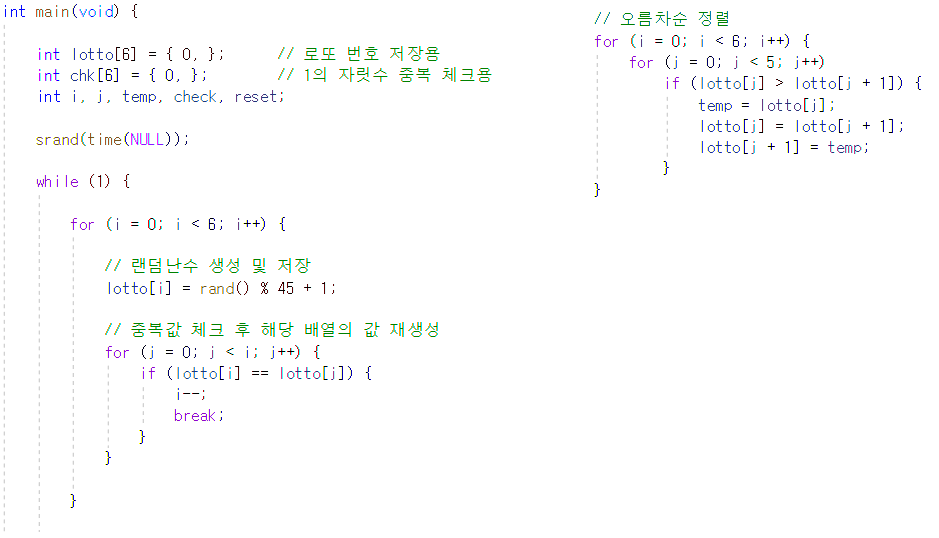 int main(void) {
int lotto[6] = { 0, }; // 로또 번호 저장용
int chk[6] = { 0, }; // 1의 자릿수 중복 체크용
int i, j, temp, check, reset;
srand(time(NULL));
while (1) {
for (i = 0; i < 6; i++) {
// 랜덤난수 생성 및 저장
lotto[i] = rand() % 45 + 1;
// 중복값 체크 후 해당 배열의 값 재생성
for (j = 0; j < i; j++) {
if (lotto[i] == lotto[j]) {
i--;
break;
}
}
}
// 오름차순 정렬
for (i = 0; i < 6; i++) {
for (j = 0; j < 5; j++)
if (lotto[j] > lotto[j + 1]) {
temp = lotto[j];
lotto[j] = lotto[j + 1];
lotto[j + 1] = temp;
}
}